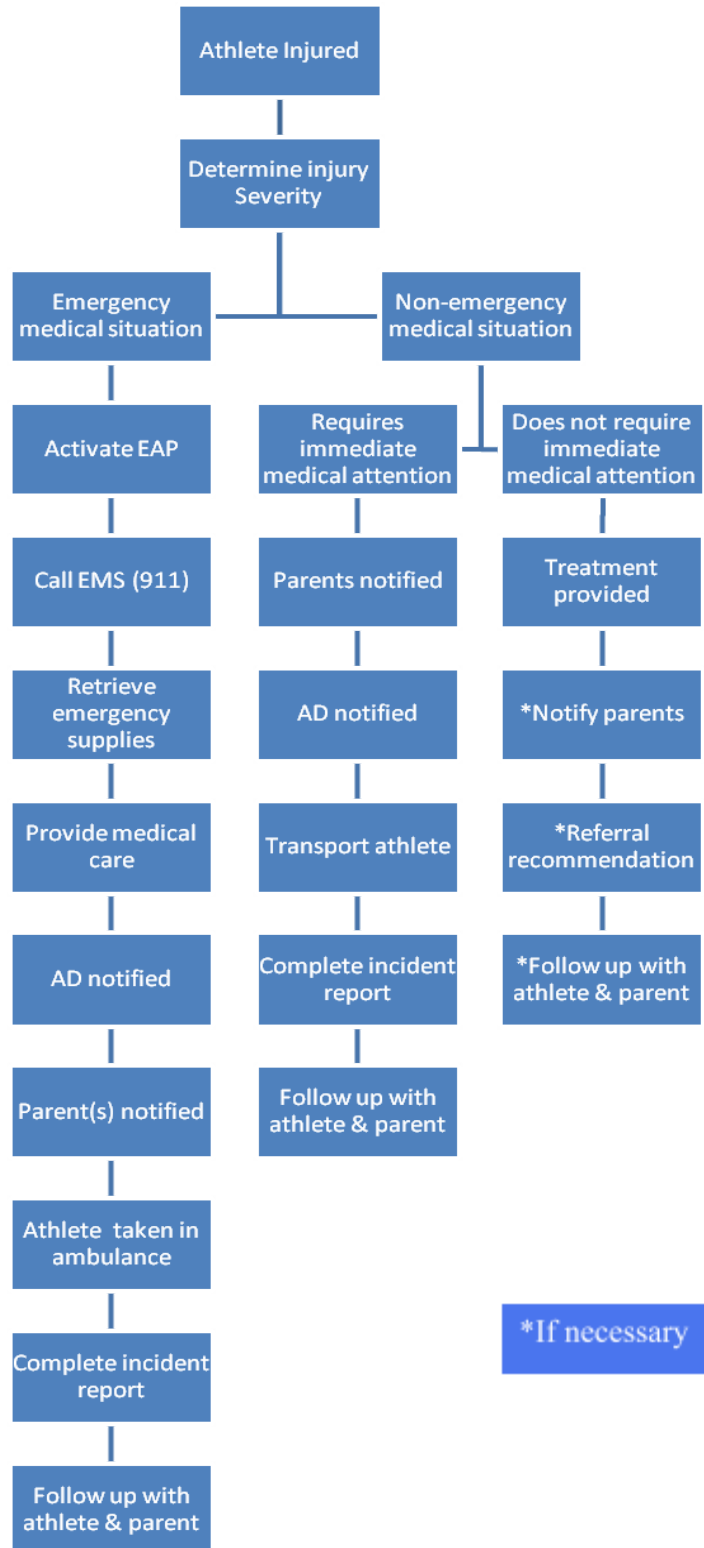 Athlete Injured
Determine injury
Severity
Emergency
medical situation
Non-emergency
medical situation
Activate EAP
Call EMS (911)
Retrieve
emergency
supplies
Provide medical
care
AD notified
Parent(s) notified
Athlete taken in
ambulance
Complete incident
report
Follow up with
athlete & parent
Requires
immediate
medical attention
Parents notified
AD notified
Transport athlete
Complete incident
report
Follow up with
athlete & parent
Does not require
immediate
medical attention
Treatment
provided
*Notify parents
*Referral
recommendation
*Follow up with
athlete & parent
*If necessary